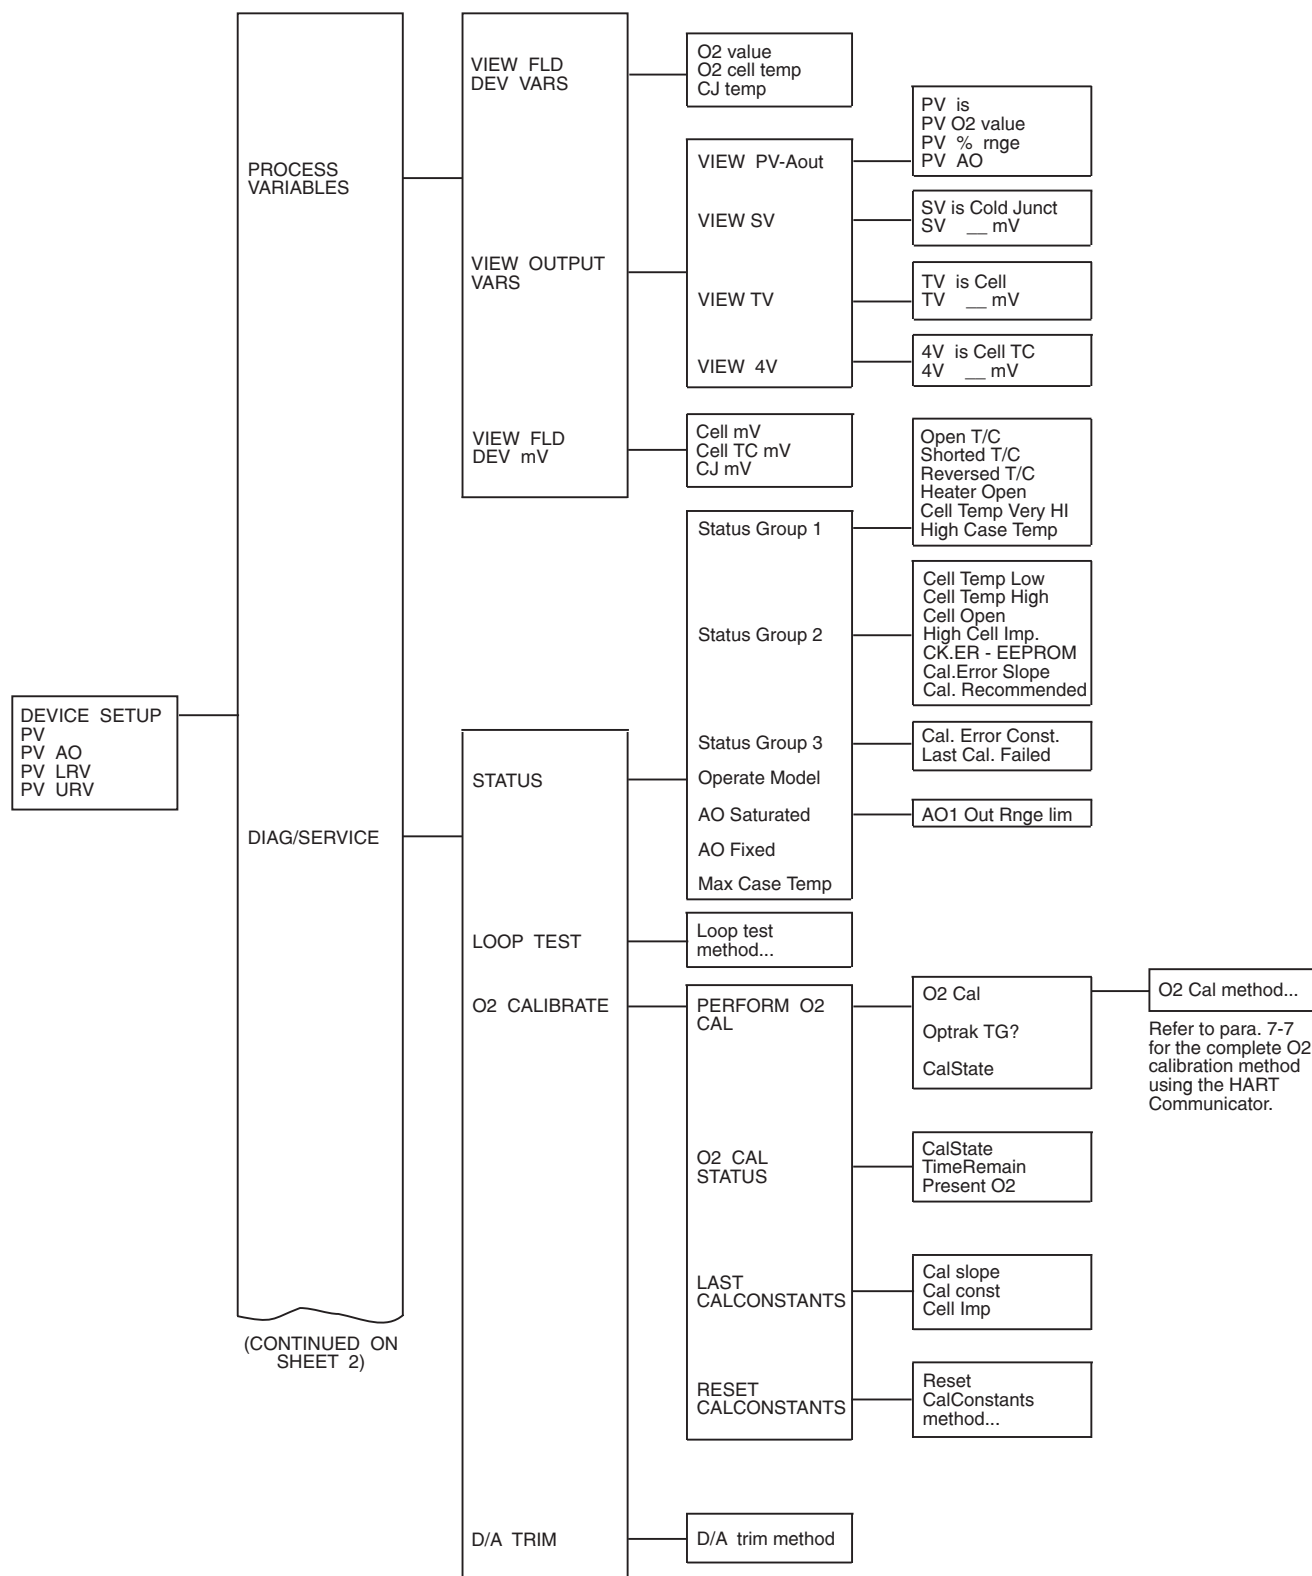 DEVICE SETUP
PV
PV AO
PV LRV
PV URV
PROCESS
VARIABLES
DIAG/SERVICE
(CONTINUED ON
SHEET 2)
VIEW FLD
DEV VARS
VIEW OUTPUT
VARS
VIEW FLD
DEV mV
O2 value
O2 cell temp
CJ temp
VIEW PV-Aout
VIEW SV
VIEW TV
VIEW 4V
PV is
PV O2 value
PV % rnge
PV AO
SV is Cold Junct
SV __ mV
TV is Cell
TV __ mV
4V is Cell TC
4V __ mV
Cell mV
Cell TC mV
CJ mV
STATUS
LOOP TEST
O2 CALIBRATE
D/A TRIM
Status Group 1
Status Group 2
Status Group 3
Operate Model
AO Saturated
AO Fixed
Max Case Temp
Open T/C
Shorted T/C
Reversed T/C
Heater Open
Cell Temp Very HI
High Case Temp
Cell Temp Low
Cell Temp High
Cell Open
High Cell Imp.
CK.ER - EEPROM
Cal.Error Slope
Cal. Recommended
Cal. Error Const.
Last Cal. Failed
AO1 Out Rnge lim
Loop test
method...
PERFORM O2
CAL
O2 CAL
STATUS
LAST
CALCONSTANTS
RESET
CALCONSTANTS
O2 Cal
Optrak TG?
CalState
O2 Cal method...
Refer to para. 7-7
for the complete O2
calibration method
using the HART
Communicator.
CalState
TimeRemain
Present O2
Cal slope
Cal const
Cell Imp
Reset
CalConstants
method...
D/A trim method